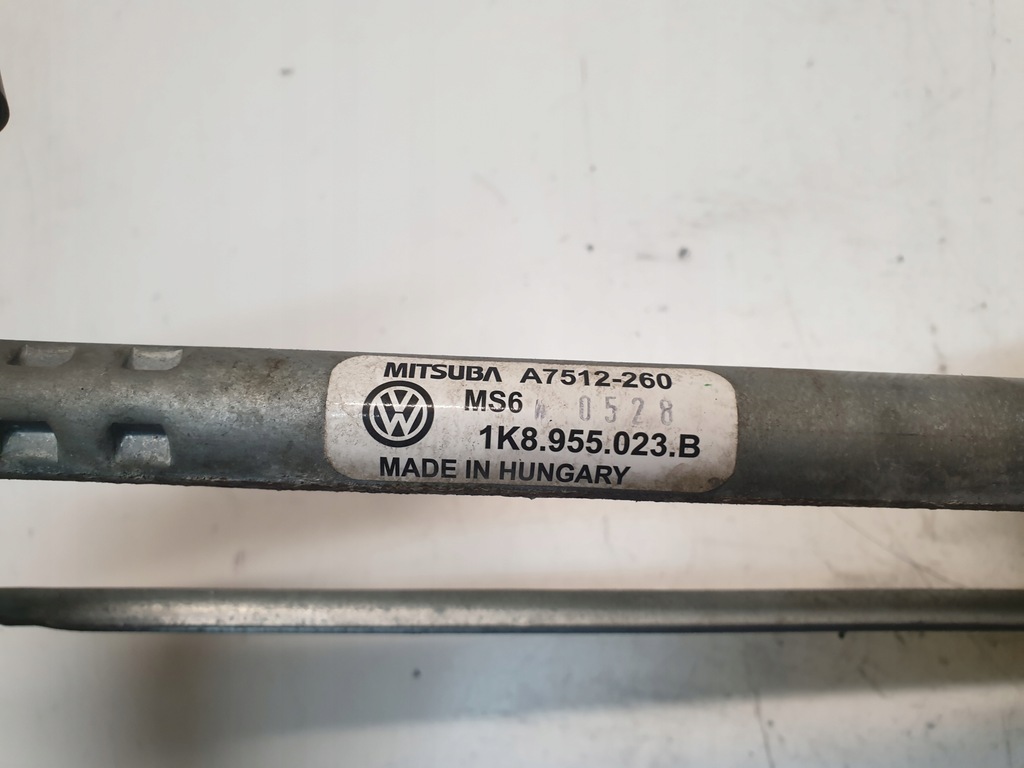 MITSUBA A7512-260
MS6 0528
1K8.955.023.B
MADE IN HUNGARY